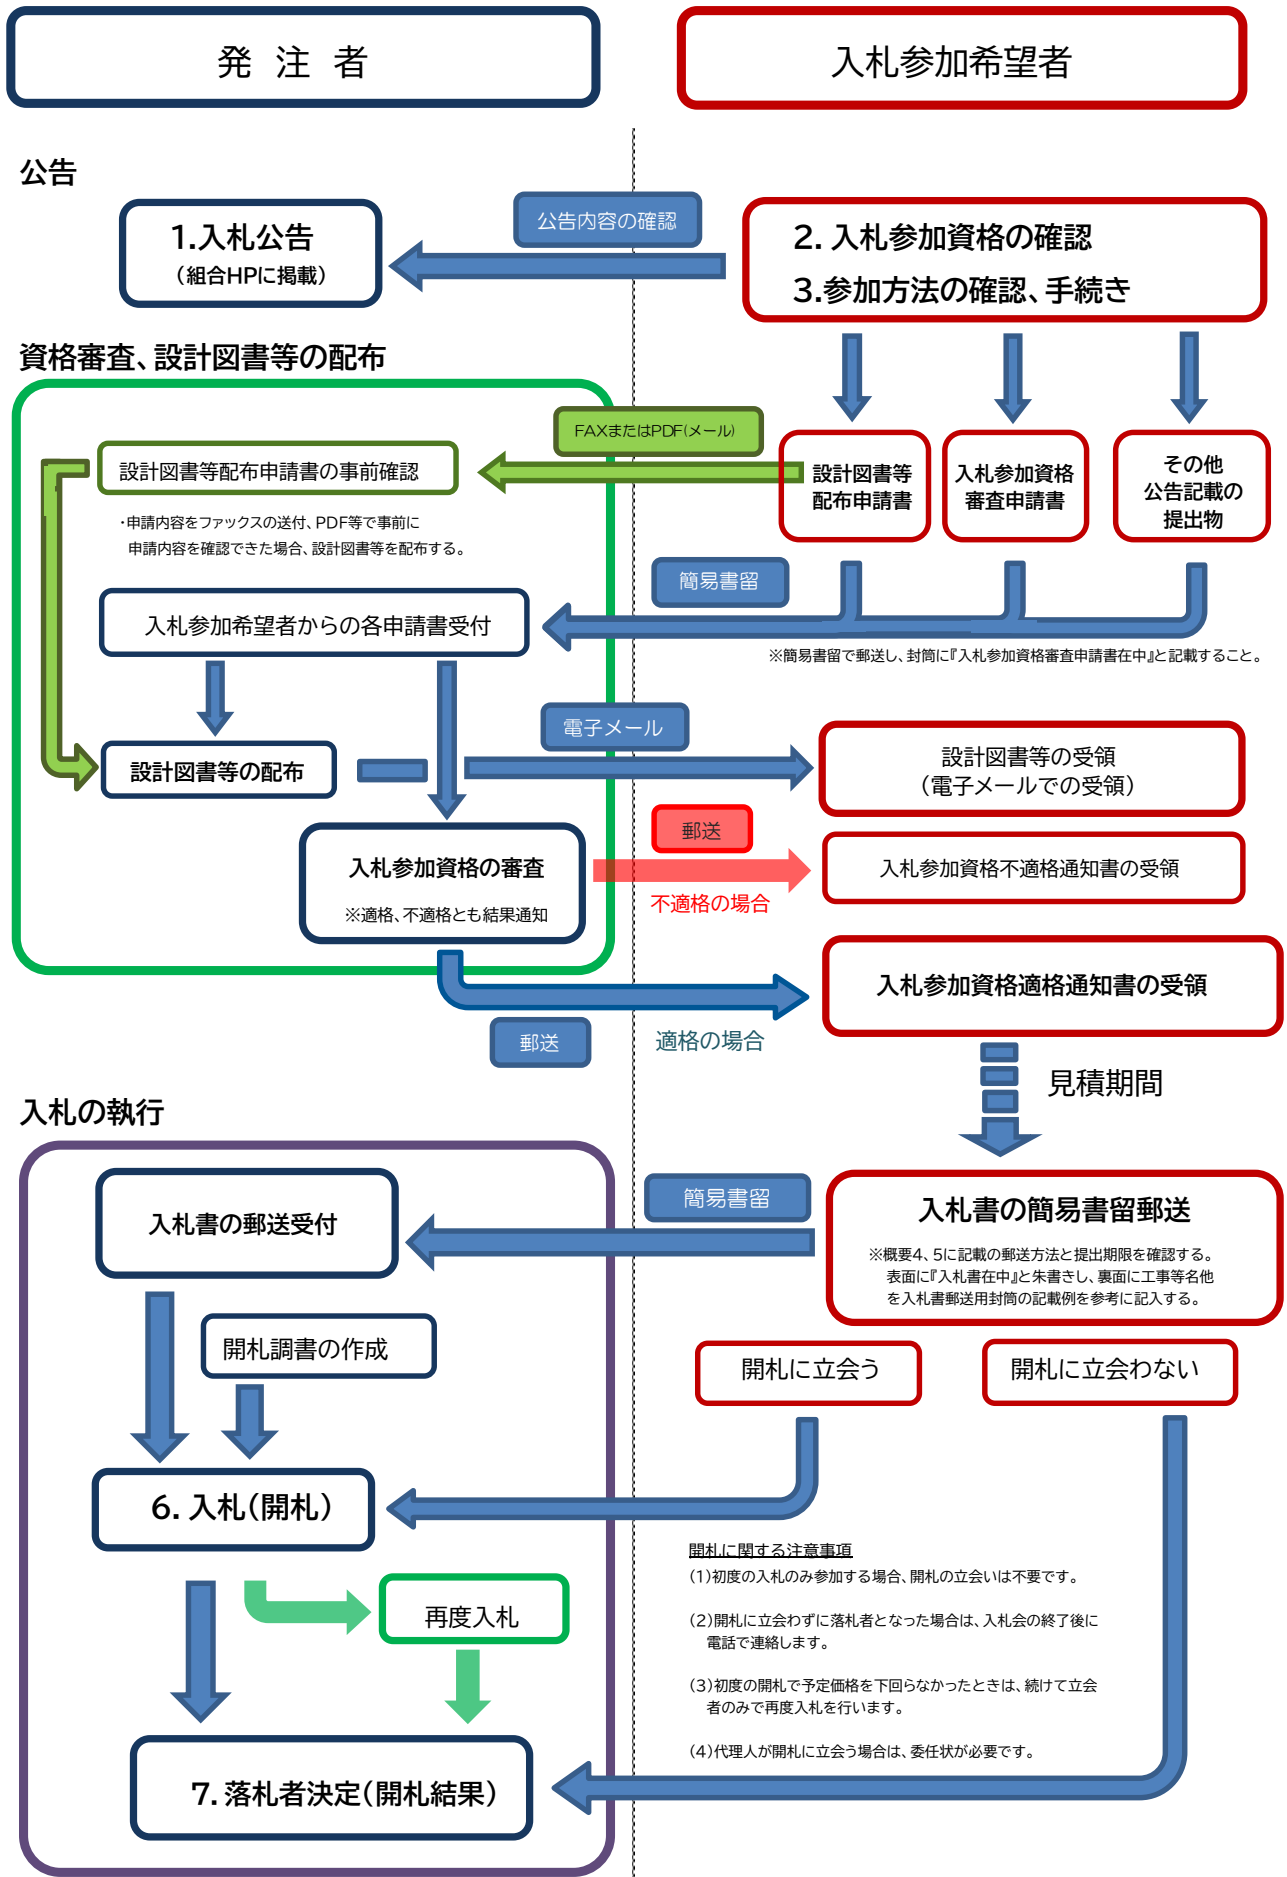 発 注 者
入札参加希望者
公告
1.入札公告
（組合HPに掲載）
公告内容の確認
2. 入札参加資格の確認
3.参加方法の確認、手続き
資格審査、設計図書等の配布
FAXまたはPDF(メール)
設計図書等配布申請書の事前確認
・申請内容をファックスの送付、PDF等で事前に
申請内容を確認できた場合、設計図書等を配布する。
設計図書等
配布申請書
入札参加資格
審査申請書
その他
公告記載の
提出物
簡易書留
入札参加希望者からの各申請書受付
※簡易書留で郵送し、封筒に『入札参加資格審査申請書在中』と記載すること。
電子メール
設計図書等の配布
設計図書等の受領
（電子メールでの受領）
郵送
不適格の場合
入札参加資格の審査
※適格、不適格とも結果通知
入札参加資格不適格通知書の受領
入札参加資格適格通知書の受領
郵送
適格の場合
見積期間
入札の執行
入札書の郵送受付
簡易書留
入札書の簡易書留郵送
※概要4、5に記載の郵送方法と提出期限を確認する。
表面に『入札書在中』と朱書きし、裏面に工事等名他
を入札書郵送用封筒の記載例を参考に記入する。
開札調書の作成
開札に立会う
開札に立会わない
6. 入札（開札）
開札に関する注意事項
(1)初度の入札のみ参加する場合、開札の立会いは不要です。
(2)開札に立会わずに落札者となった場合は、入札会の終了後に
電話で連絡します。
(3)初度の開札で予定価格を下回らなかったときは、続けて立会
者のみで再度入札を行います。
(4)代理人が開札に立会う場合は、委任状が必要です。
再度入札
7. 落札者決定（開札結果）